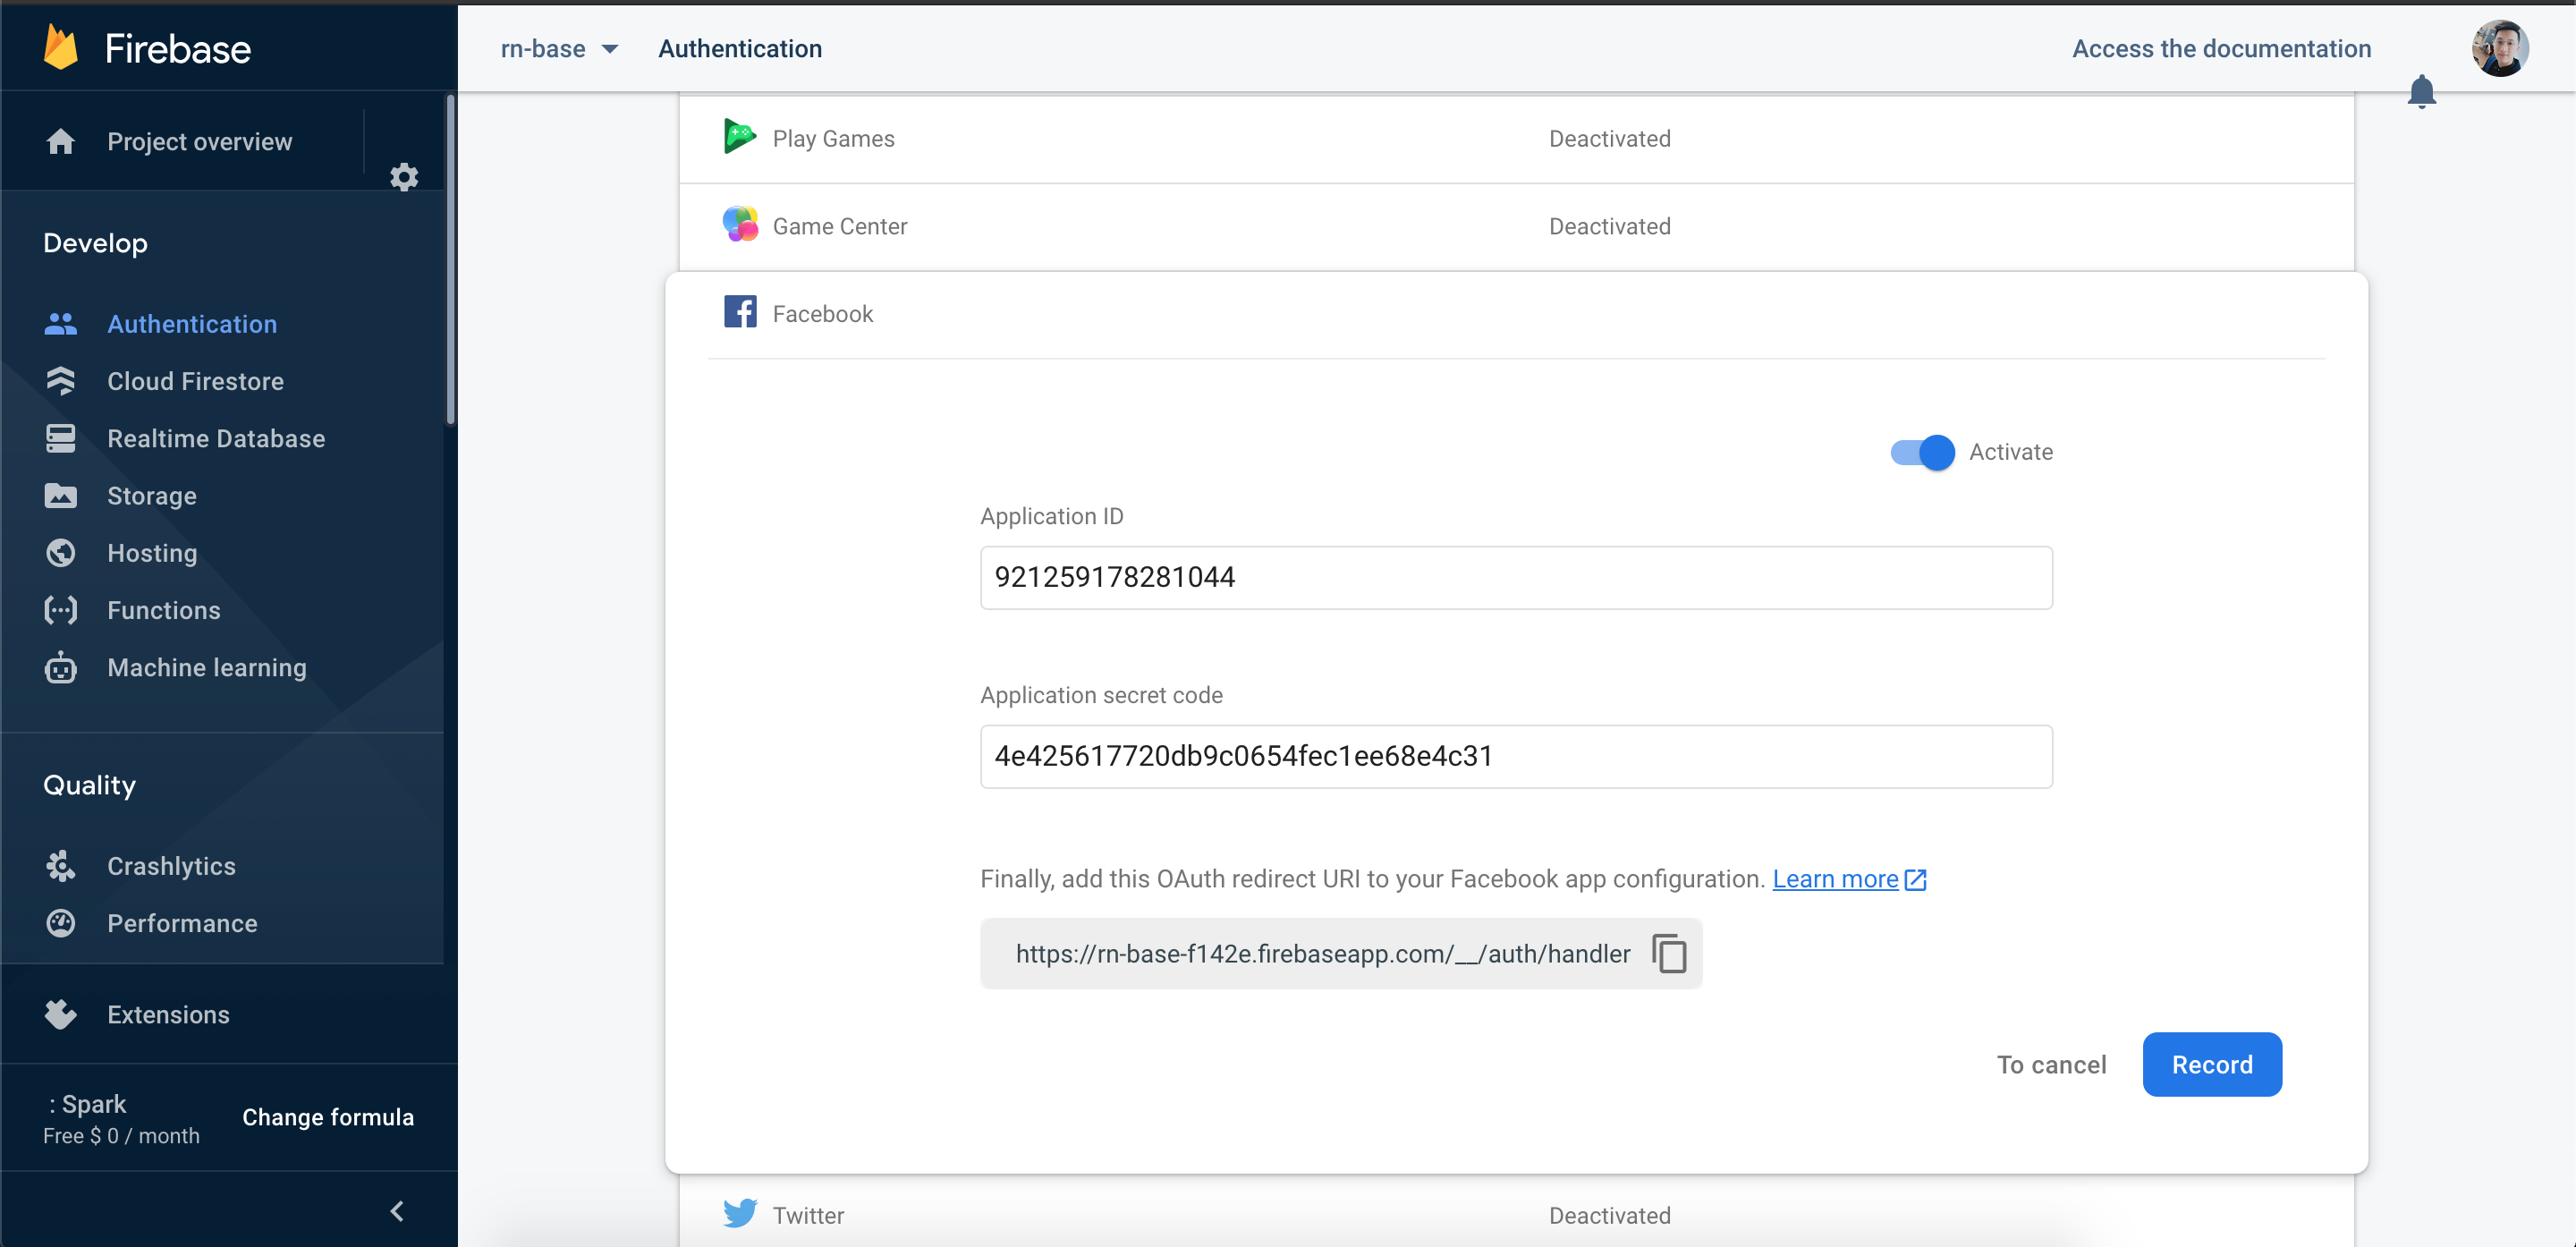 Firebase
rn-base
Authentication
Access the documentation
Project overview
Develop
Authentication
Cloud Firestore
Realtime Database
Storage
Hosting
Functions
Machine learning
Quality
Crashlytics
Performance
Extensions
: Spark
Free $ 0 / month
Change formula
Play Games
Deactivated
Game Center
Deactivated
Facebook
Activate
Application ID
921259178281044
Application secret code
4e425617720db9c0654fec1ee68e4c31
Finally, add this OAuth redirect URI to your Facebook app configuration. Learn more
https://rn-base-f142e.firebaseapp.com/__/auth/handler
To cancel
Record
Twitter
Deactivated